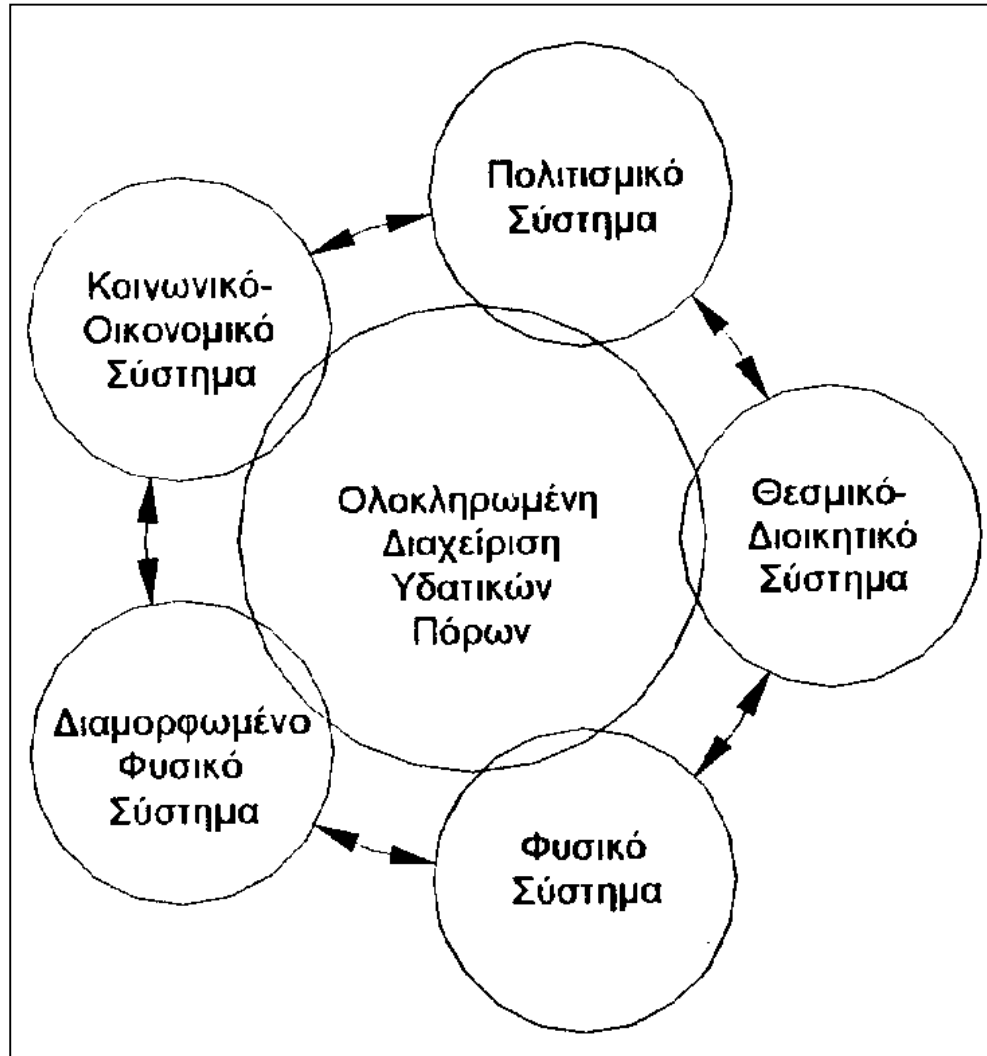 Πολιτισμικό
Σύστημα
Κοινωνικό-
Οικονομικό
Σύστημα
Ολοκληρωμένη
Διαχείριση
Υδατικών
Πόρων
Θεσμικό-
Διοικητικό
Σύστημα
Διαμορφωμένο
Φυσικό
Σύστημα
Φυσικό
Σύστημα